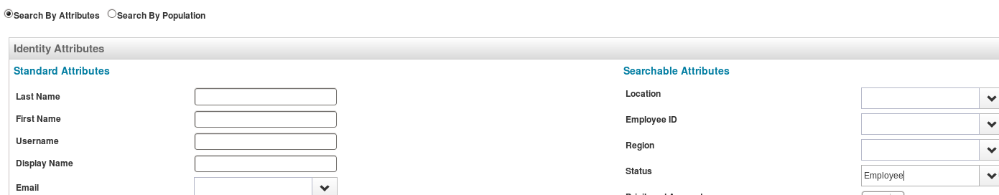 Search By Attributes Search By Population
Identity Attributes
Standard Attributes
Last Name
First Name
Username
Display Name
Email
Searchable Attributes
Location
Employee ID
Region
Status Employee